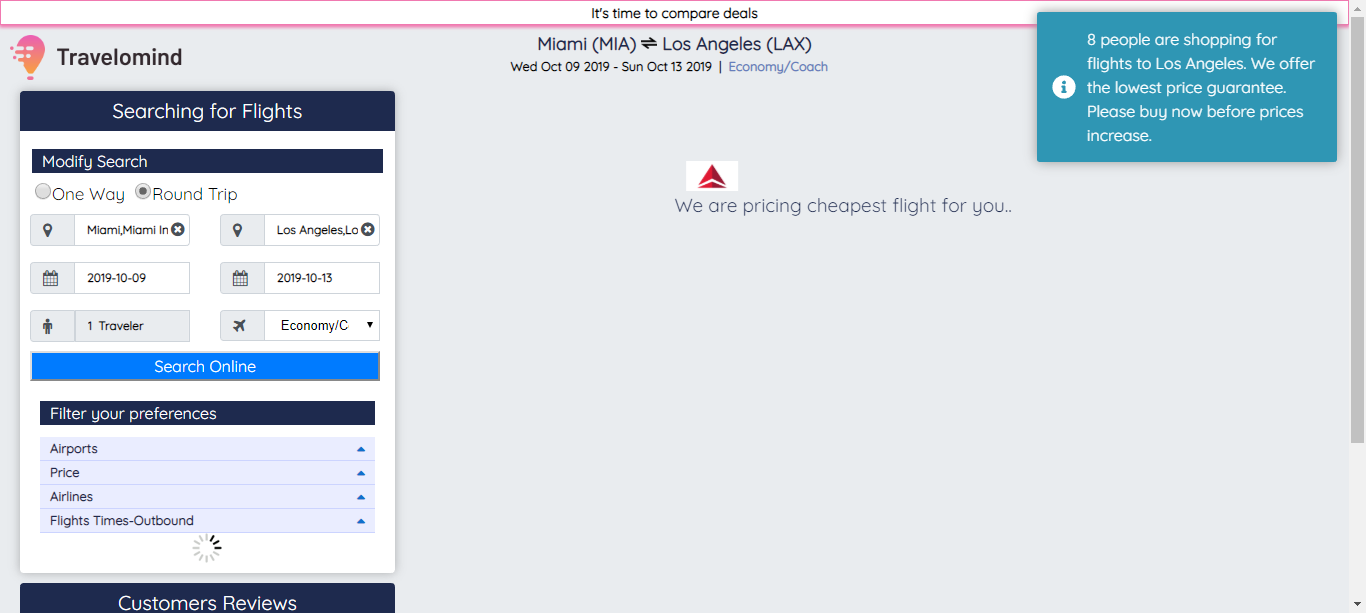 It's time to compare deals
Travelomind
Miami (MIA) ⇌ Los Angeles (LAX)
Wed Oct 09 2019 - Sun Oct 13 2019 | Economy/Coach
8 people are shopping for
flights to Los Angeles. We offer
the lowest price guarantee.
Please buy now before prices
increase.
Searching for Flights
Modify Search
One Way Round Trip
Miami,Miami In
Los Angeles,Lo
2019-10-09
2019-10-13
1 Traveler
Economy/C
Search Online
Filter your preferences
Airports
Price
Airlines
Flights Times-Outbound
We are pricing cheapest flight for you..
Customers Reviews